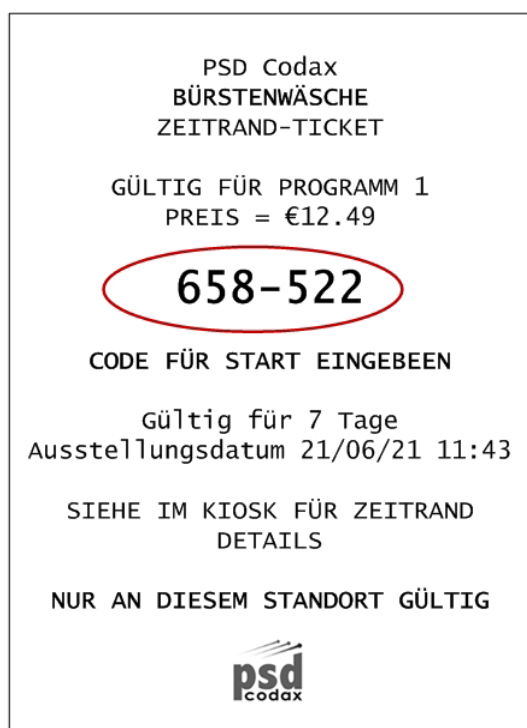 PSD Codax
BÜRSTENWÄSCHE
ZEITRAND-TICKET
GÜLTIG FÜR PROGRAMM 1
PREIS = €12.49
658-522
CODE FÜR START EINGEBEEN
Gültig für 7 Tage
Ausstellungsdatum 21/06/21 11:43
SIEHE IM KIOSK FÜR ZEITRAND
DETAILS
NUR AN DIESEM STANDORT GÜLTIG
psd
codax